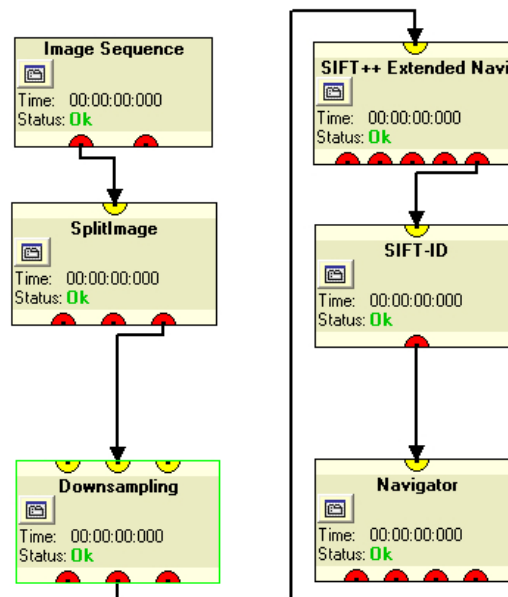 Image Sequence
Time: 00:00:00:000
Status: Ok
SplitImage
Time: 00:00:00:000
Status: Ok
Downsampling
Time: 00:00:00:000
Status: Ok
SIFT++ Extended Navi
Time: 00:00:00:000
Status: Ok
SIFT-ID
Time: 00:00:00:000
Status: Ok
Navigator
Time: 00:00:00:000
Status: Ok